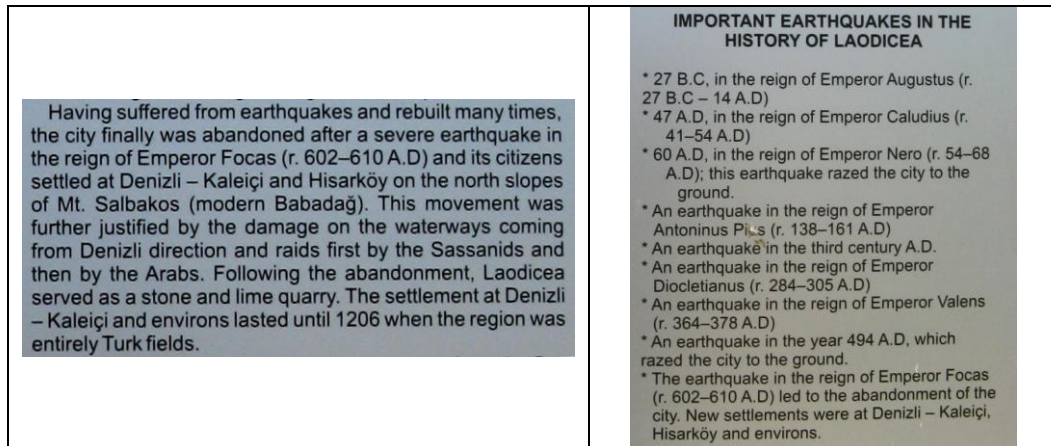 Having suffered from earthquakes and rebuilt many times,
the city finally was abandoned after a severe earthquake in
the reign of Emperor Focas (r. 602–610 A.D) and its citizens
settled at Denizli – Kaleiçi and Hisarköy on the north slopes
of Mt. Salbakos (modern Babadağ). This movement was
further justified by the damage on the waterways coming
from Denizli direction and raids first by the Sassanids and
then by the Arabs. Following the abandonment, Laodicea
served as a stone and lime quarry. The settlement at Denizli
– Kaleiçi and environs lasted until 1206 when the region was
entirely Turk fields.
IMPORTANT EARTHQUAKES IN THE
HISTORY OF LAODICEA
* 27 B.C, in the reign of Emperor Augustus (r.
27 B.C – 14 A.D)
* 47 A.D, in the reign of Emperor Caludius (r.
41–54 A.D)
* 60 A.D, in the reign of Emperor Nero (r. 54–68
A.D); this earthquake razed the city to the
ground.
* An earthquake in the reign of Emperor
Antoninus Pius (r. 138–161 A.D)
* An earthquake in the third century A.D.
* An earthquake in the reign of Emperor
Diocletianus (r. 284–305 A.D)
* An earthquake in the reign of Emperor Valens
(r. 364–378 A.D)
* An earthquake in the year 494 A.D, which
razed the city to the ground.
* The earthquake in the reign of Emperor Focas
(r. 602–610 A.D) led to the abandonment of the
city. New settlements were at Denizli – Kaleiçi,
Hisarköy and environs.